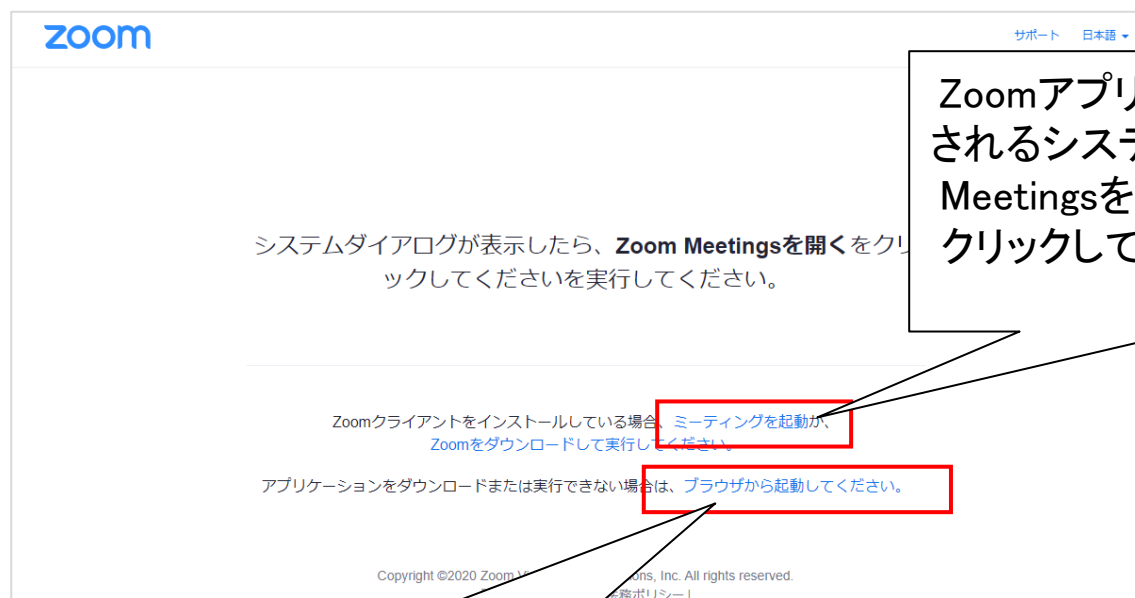 zoom
サポート 日本語
Zoomアプリ
されるシステ
Meetingsを
クリックして
システムダイアログが表示したら、Zoom Meetingsを開くをクリ
ックしてくださいを実行してください。
Zoomクライアントをインストールしている場合、ミーティングを起動か、
Zoomをダウンロードして実行してください。
アプリケーションをダウンロードまたは実行できない場合は、ブラウザから起動してください。
Copyright ©2020 Zoom Vi ons, Inc. All rights reserved.
務ポリシー